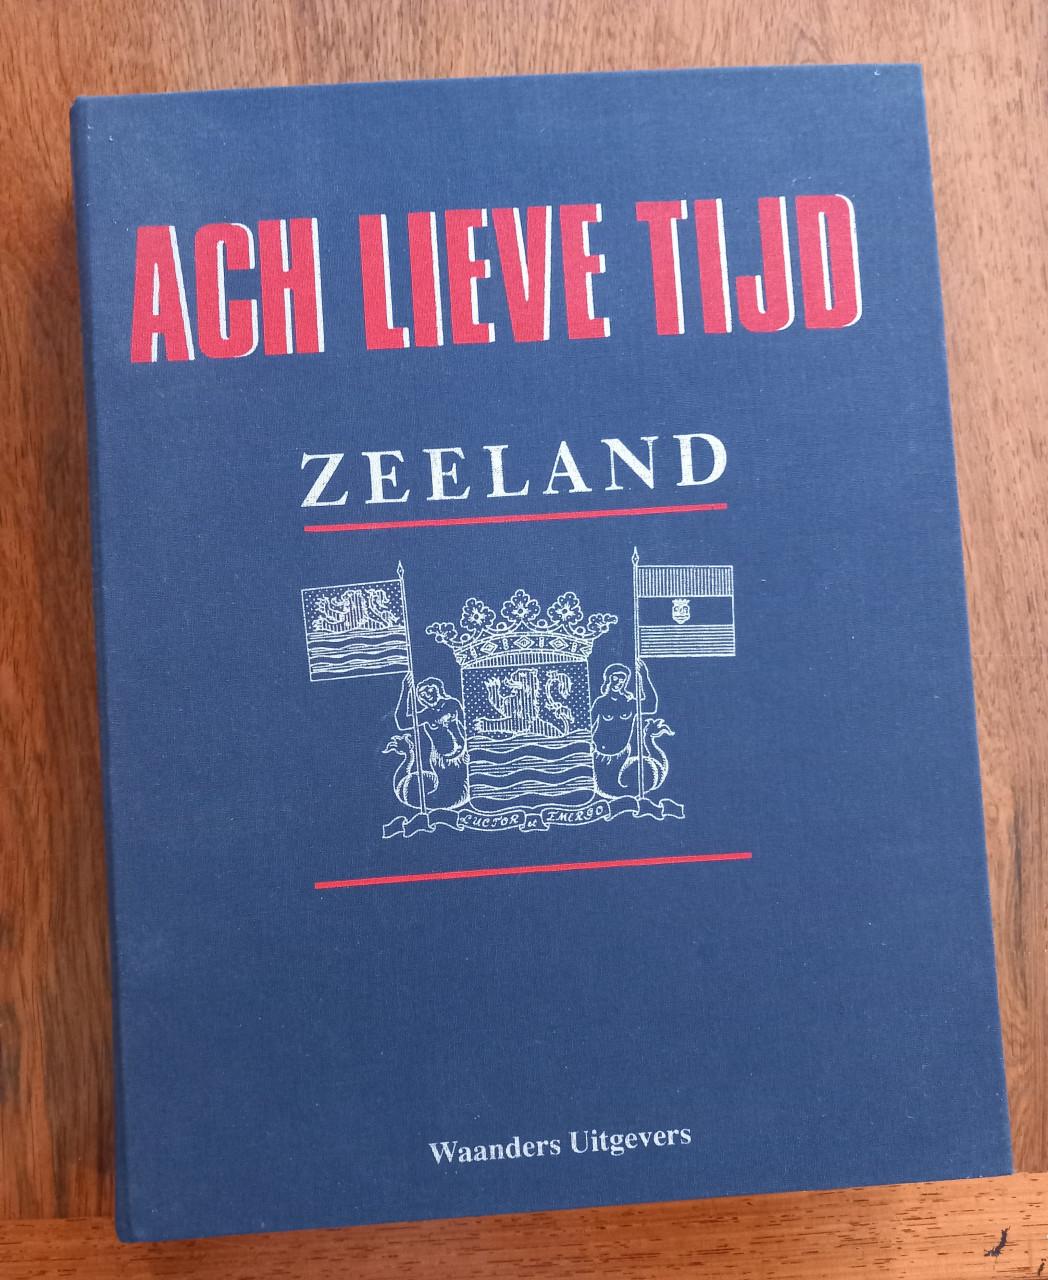 ACH LIEVE TIJD
ZEELAND
LUCTOR et EMERGO
Waanders Uitgevers